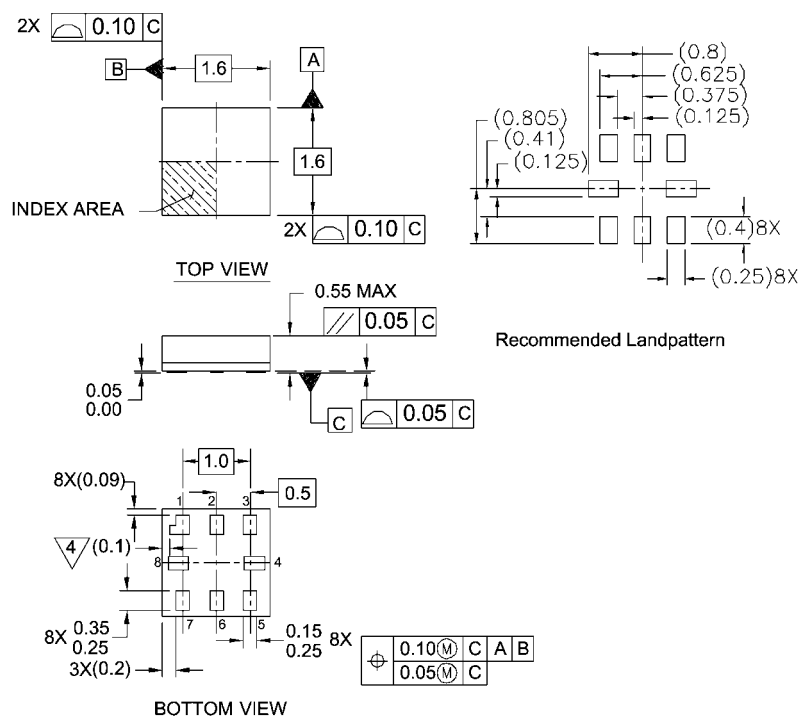 2X 0.10 C
B
1.6
A
1.6
INDEX AREA
2X 0.10 C
TOP VIEW
(0.8)
(0.625)
(0.375)
(0.125)
(0.805)
(0.41)
(0.125)
(0.4)8X
(0.25)8X
Recommended Landpattern
0.55 MAX
// 0.05 C
0.05
0.00
C
0.05 C
1.0
8X(0.09)
1 2 3
0.5
4 (0.1)
8 4
7 6 5
8X 0.35
0.25
0.15 8X
0.25
3X(0.2)
0.10 Ⓜ C A B
0.05 Ⓜ C
BOTTOM VIEW